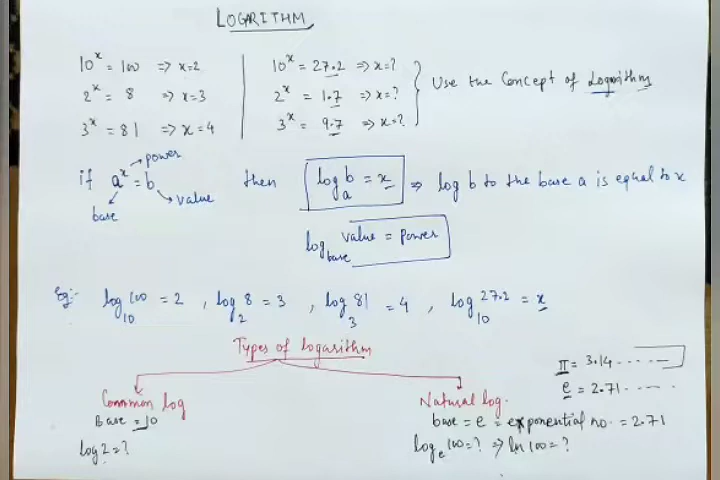 LOGARITHM
10^x = 100 => x=2
2^x = 8 => x=3
3^x = 81 => x=4
10^x = 27.2 => x=?
2^x = 1.7 => x=?
3^x = 9.7 => x=?
Use the Concept of Logarithms
if a^x = b
power
base
value
then log_a b = x => log b to the base a is equal to x
log_base value = power
Eg:- log_10 100 = 2 , log_2 8 = 3 , log_3 81 = 4 , log_10 27.2 = x
Types of logarithm
Common log
Base = 10
log 2 = ?
Natural log.
base = e = exponential no. = 2.71
log_e 100 = ? => ln 100 = ?
π = 3.14 ......
e = 2.71 ......